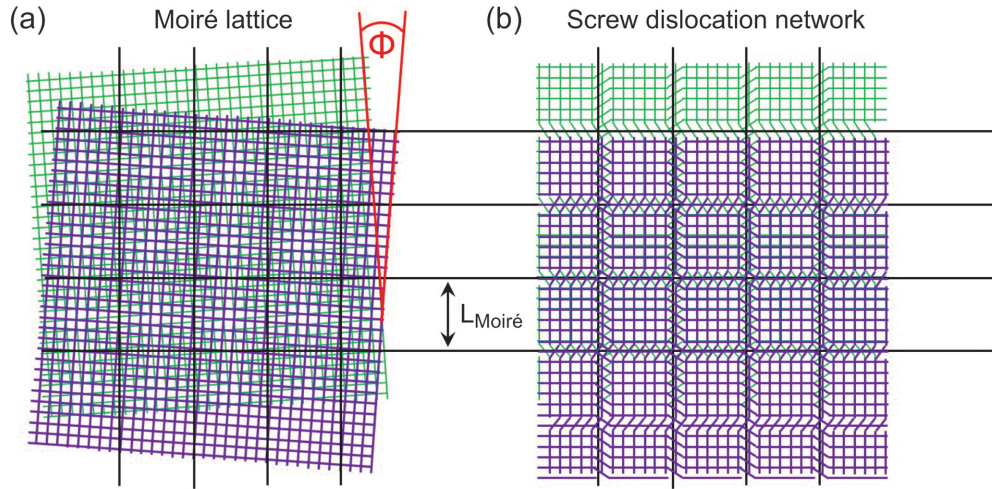 (a) Moiré lattice
Φ
(b) Screw dislocation network
L_Moiré